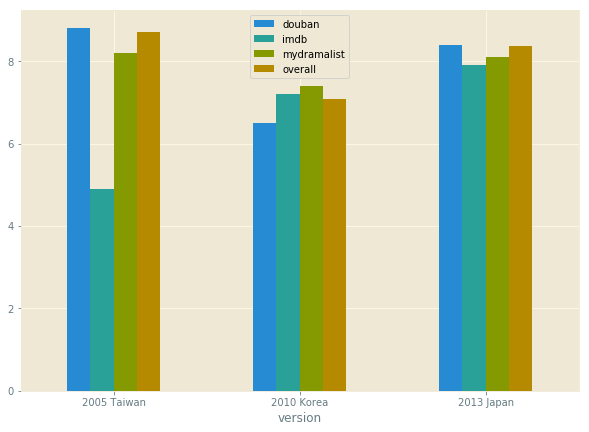 douban
imdb
mydramalist
overall
8
6
4
2
0
2005 Taiwan
2010 Korea
2013 Japan
version